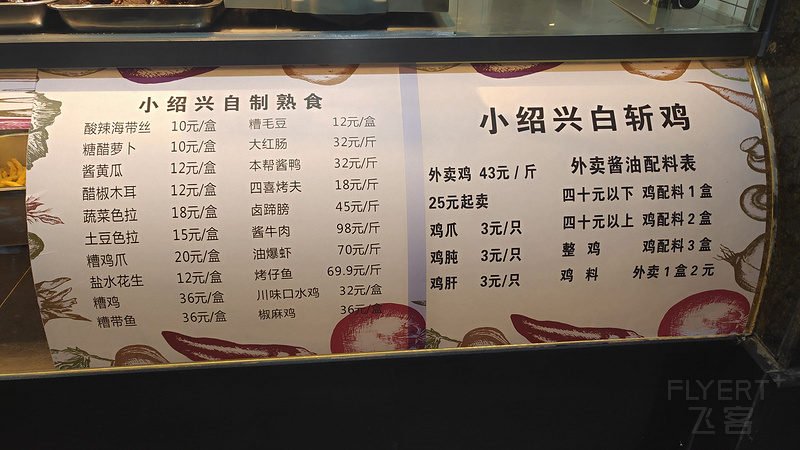 小绍兴自制熟食
酸辣海带丝 10元/盒
糖醋萝卜 10元/盒
酱黄瓜 12元/盒
醋椒木耳 12元/盒
蔬菜色拉 18元/盒
土豆色拉 15元/盒
糟鸡爪 20元/盒
盐水花生 12元/盒
糟鸡 36元/盒
糟带鱼 36元/盒
糟毛豆 12元/盒
大红肠 32元/斤
本帮酱鸭 32元/斤
四喜烤夫 18元/斤
卤蹄膀 45元/斤
酱牛肉 98元/斤
油爆虾 70元/斤
烤仔鱼 69.9元/斤
川味口水鸡 32元/盒
椒麻鸡 36元/盒
小绍兴白斩鸡
外卖鸡 43元/斤
25元起卖
鸡爪 3元/只
鸡肫 3元/只
鸡肝 3元/只
外卖酱油配料表
四十元以下 鸡配料1盒
四十元以上 鸡配料2盒
整 鸡 鸡配料3盒
鸡 料 外卖1盒2元
FLYERT
飞客